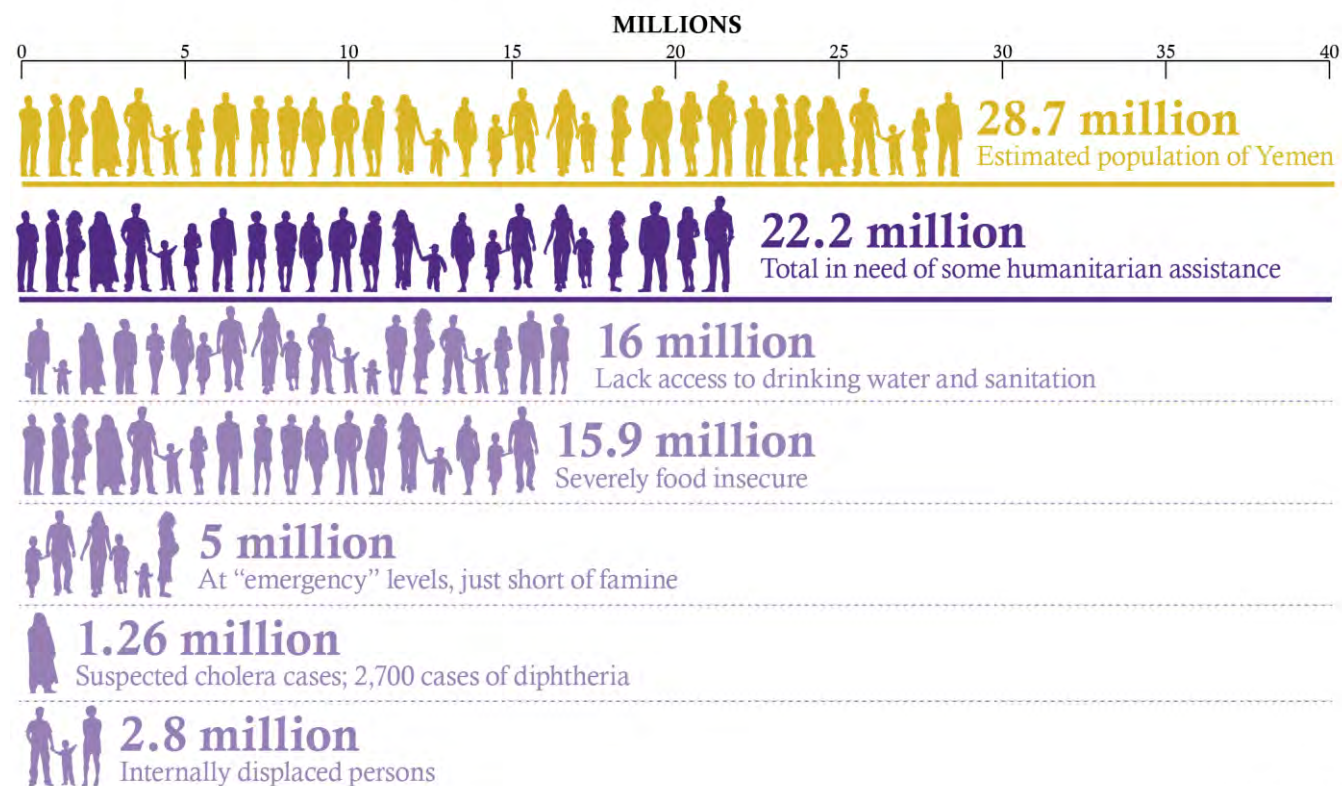 MILLIONS
0 5 10 15 20 25 30 35 40
28.7 million
Estimated population of Yemen
22.2 million
Total in need of some humanitarian assistance
16 million
Lack access to drinking water and sanitation
15.9 million
Severely food insecure
5 million
At “emergency” levels, just short of famine
1.26 million
Suspected cholera cases; 2,700 cases of diphtheria
2.8 million
Internally displaced persons